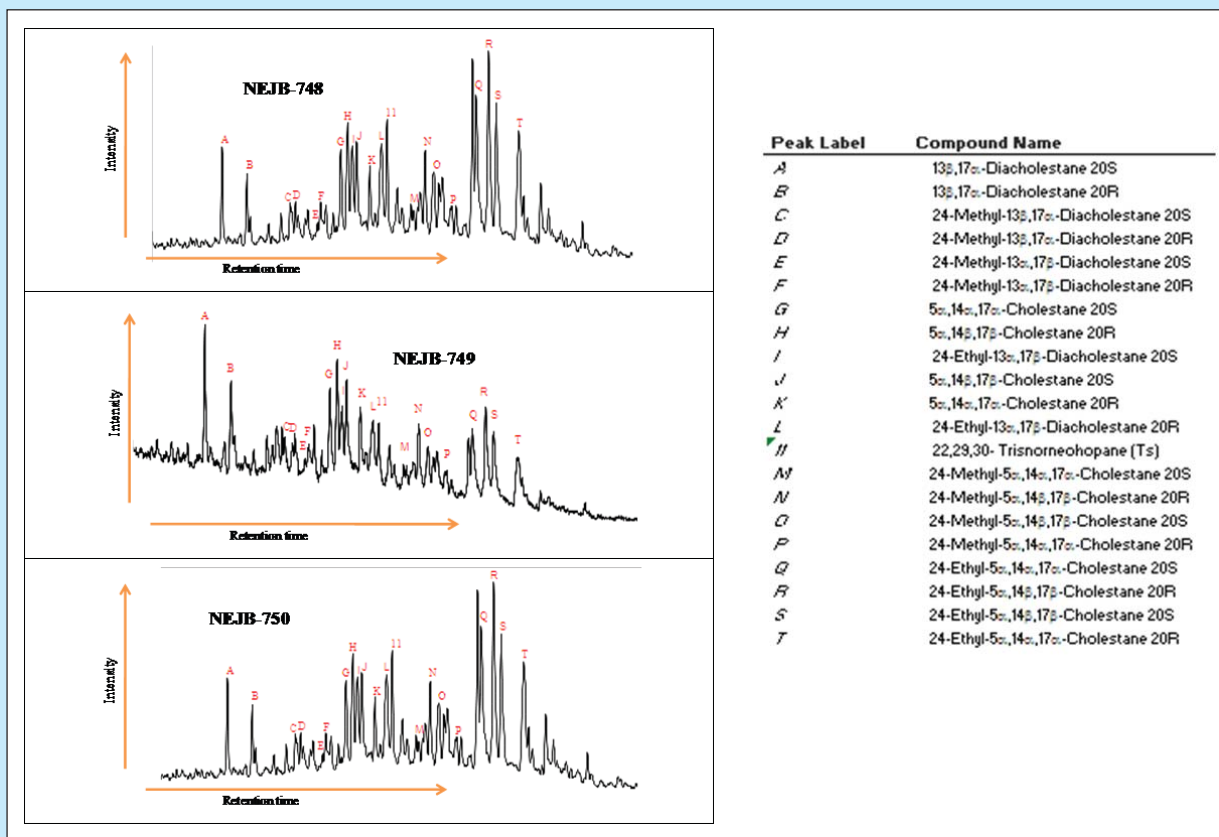 NEJB-748
Intensity
A
B
C
D
E
F
G
H
I
J
K
L
11
M
N
O
P
Q
R
S
T
Retention time
NEJB-749
Intensity
A
B
C
D
E
F
G
H
I
J
K
L
11
M
N
O
P
Q
R
S
T
Retention time
NEJB-750
Intensity
A
B
C
D
E
F
G
H
I
J
K
L
11
M
N
O
P
Q
R
S
T
Retention time
Peak Label Compound Name
A 13β,17α-Diacholestane 20S
B 13β,17α-Diacholestane 20R
C 24-Methyl-13β,17α-Diacholestane 20S
D 24-Methyl-13β,17α-Diacholestane 20R
E 24-Methyl-13α,17β-Diacholestane 20S
F 24-Methyl-13α,17β-Diacholestane 20R
G 5α,14α,17α-Cholestane 20S
H 5α,14β,17β-Cholestane 20R
I 24-Ethyl-13α,17β-Diacholestane 20S
J 5α,14β,17β-Cholestane 20S
K 5α,14α,17α-Cholestane 20R
L 24-Ethyl-13α,17β-Diacholestane 20R
11 22,29,30- Trisnorneohopane (Ts)
M 24-Methyl-5α,14α,17α-Cholestane 20S
N 24-Methyl-5α,14β,17β-Cholestane 20R
O 24-Methyl-5α,14β,17β-Cholestane 20S
P 24-Methyl-5α,14α,17α-Cholestane 20R
Q 24-Ethyl-5α,14α,17α-Cholestane 20S
R 24-Ethyl-5α,14β,17β-Cholestane 20R
S 24-Ethyl-5α,14β,17β-Cholestane 20S
T 24-Ethyl-5α,14α,17α-Cholestane 20R